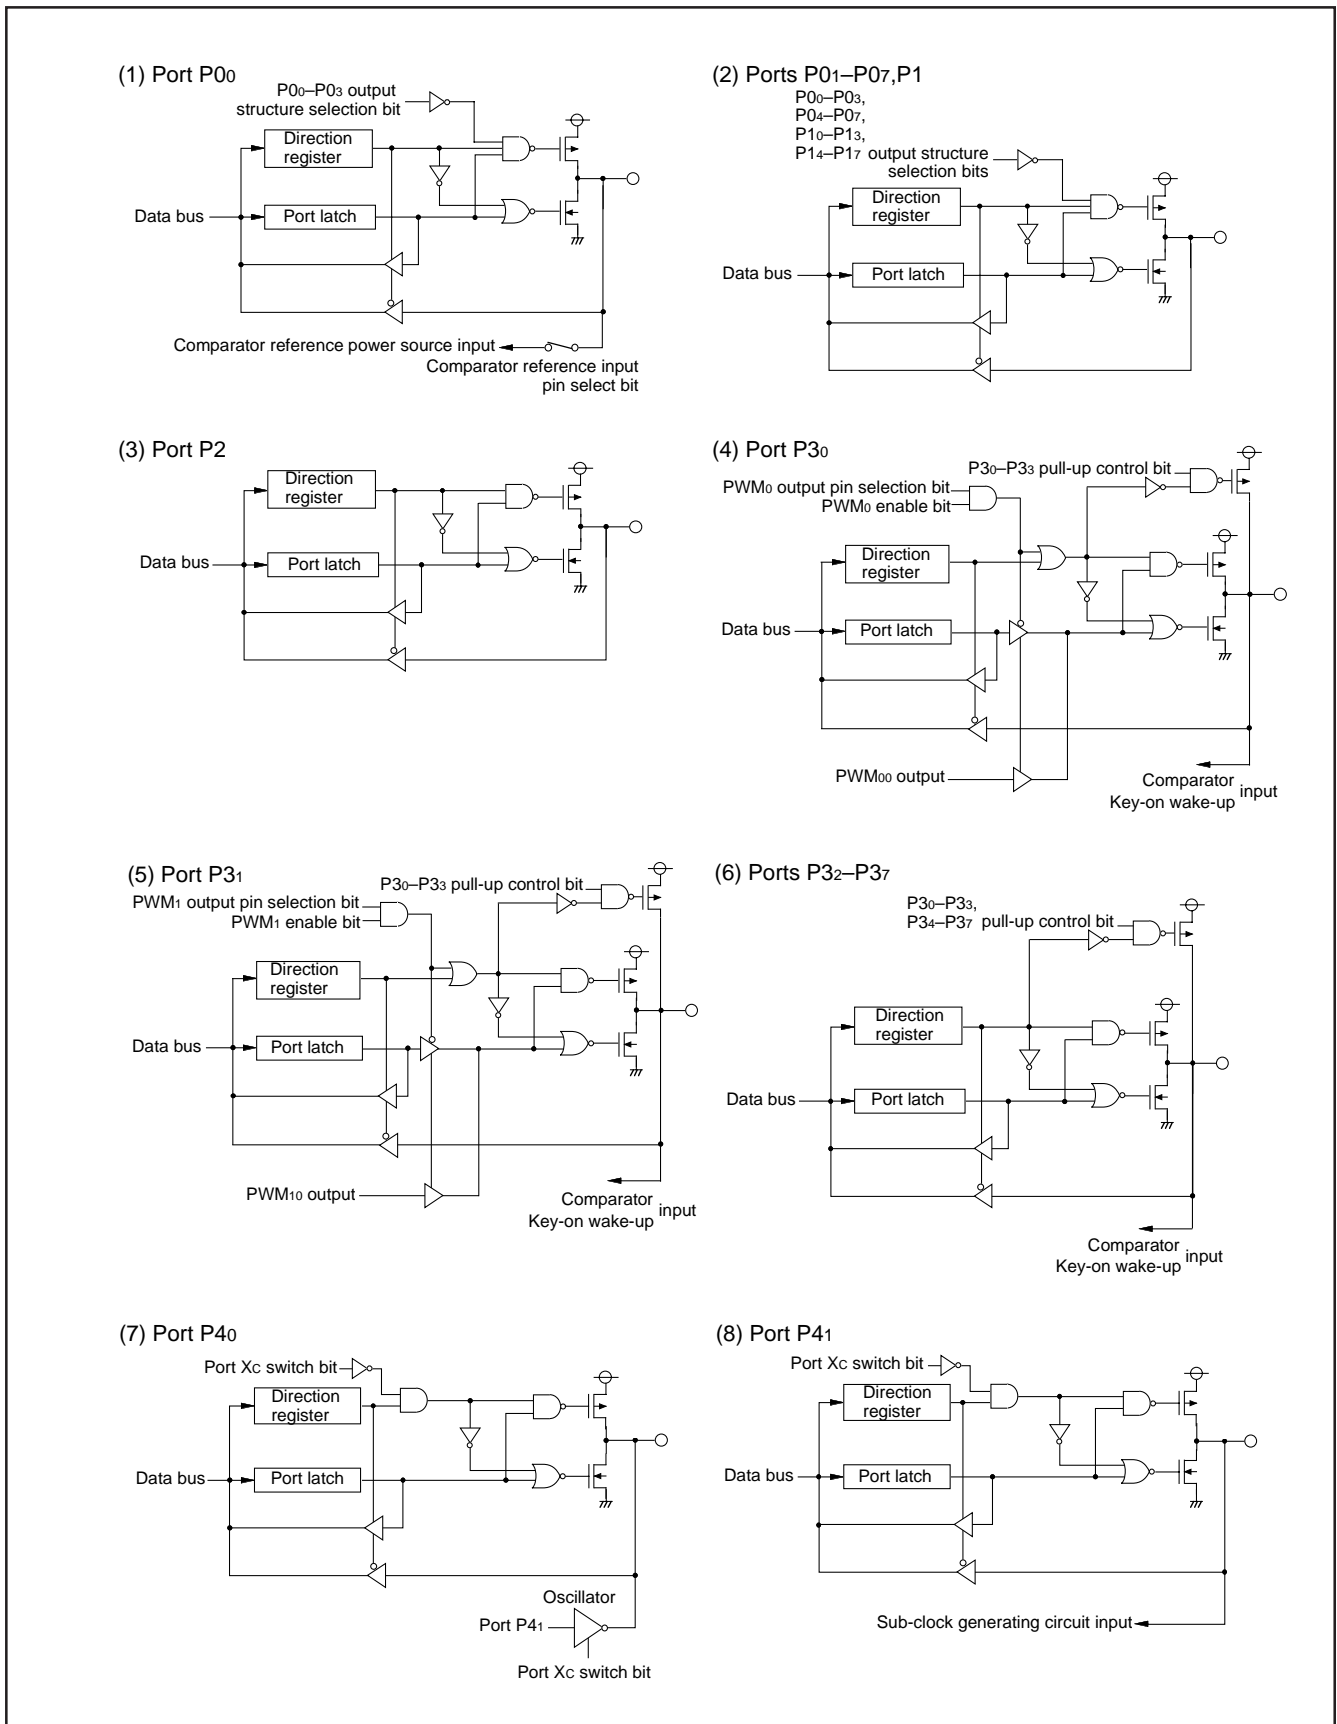 (1) Port P00
P00–P03 output
structure selection bit
Direction
register
Data bus
Port latch
Comparator reference power source input
Comparator reference input
pin select bit
(2) Ports P01–P07,P1
P00–P03,
P04–P07,
P10–P13,
P14–P17 output structure
selection bits
Direction
register
Data bus
Port latch
(3) Port P2
Direction
register
Data bus
Port latch
(4) Port P30
P30–P33 pull-up control bit
PWM0 output pin selection bit
PWM0 enable bit
Direction
register
Data bus
Port latch
PWM00 output
Comparator
Key-on wake-up input
(5) Port P31
P30–P33 pull-up control bit
PWM1 output pin selection bit
PWM1 enable bit
Direction
register
Data bus
Port latch
PWM10 output
Comparator
Key-on wake-up input
(6) Ports P32–P37
P30–P33,
P34–P37 pull-up control bit
Direction
register
Data bus
Port latch
Comparator
Key-on wake-up input
(7) Port P40
Port XC switch bit
Direction
register
Data bus
Port latch
Oscillator
Port P41
Port XC switch bit
(8) Port P41
Port XC switch bit
Direction
register
Data bus
Port latch
Sub-clock generating circuit input